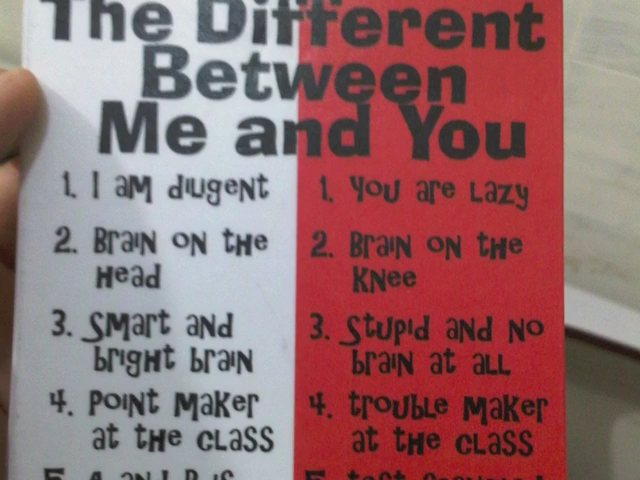 The Different
Between
Me and You
1. I am diligent
2. Brain on the
Head
3. Smart and
bright brain
4. Point Maker
at the class
5.
1. You are Lazy
2. Brain on the
Knee
3. Stupid and no
brain at all
4. trouble Maker
at the class
5.